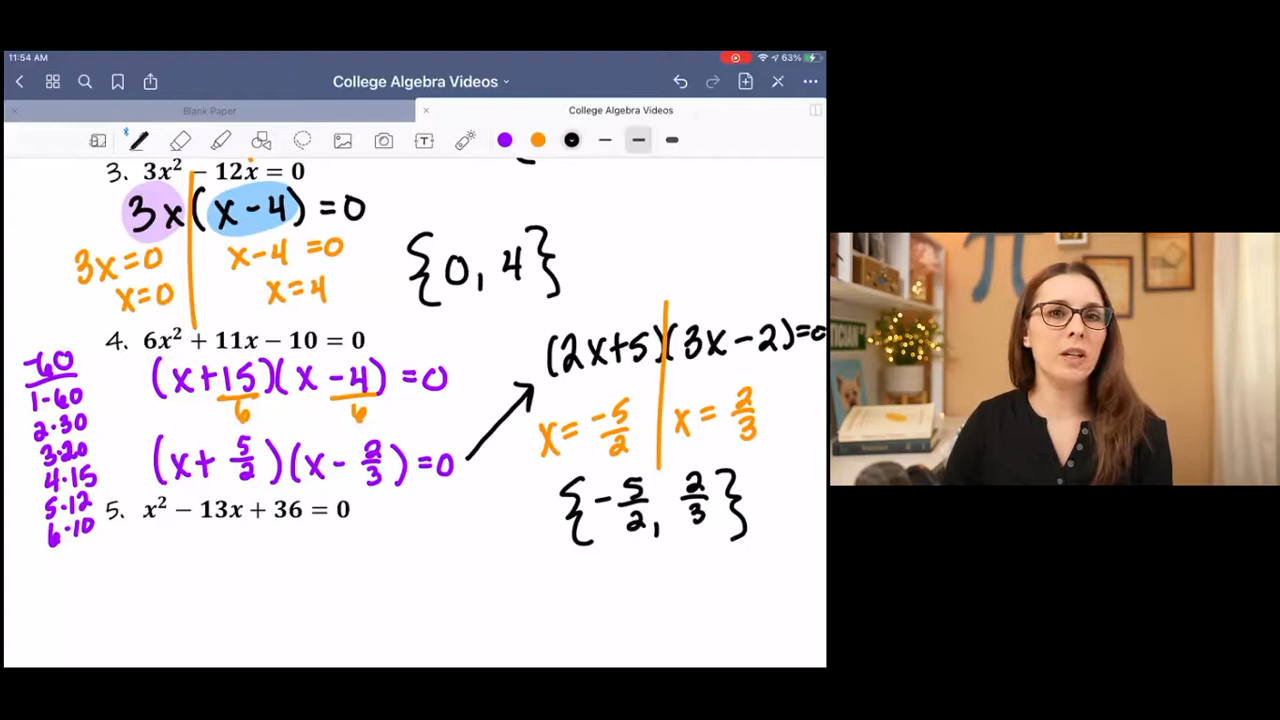 11:54 AM
63%
College Algebra Videos
Blank Paper
College Algebra Videos
3. 3x² − 12x = 0
3x(x-4)=0
3x=0
x-4=0
x=0
x=4
{0, 4}
4. 6x² + 11x − 10 = 0
-60
1-60
2·30
3·20
4·15
5·12
6·10
(x+15/6)(x-4/6)=0
(x+5/2)(x-2/3)=0
(2x+5)(3x-2)=0
x=-5/2
x=2/3
{-5/2, 2/3}
5. x² − 13x + 36 = 0